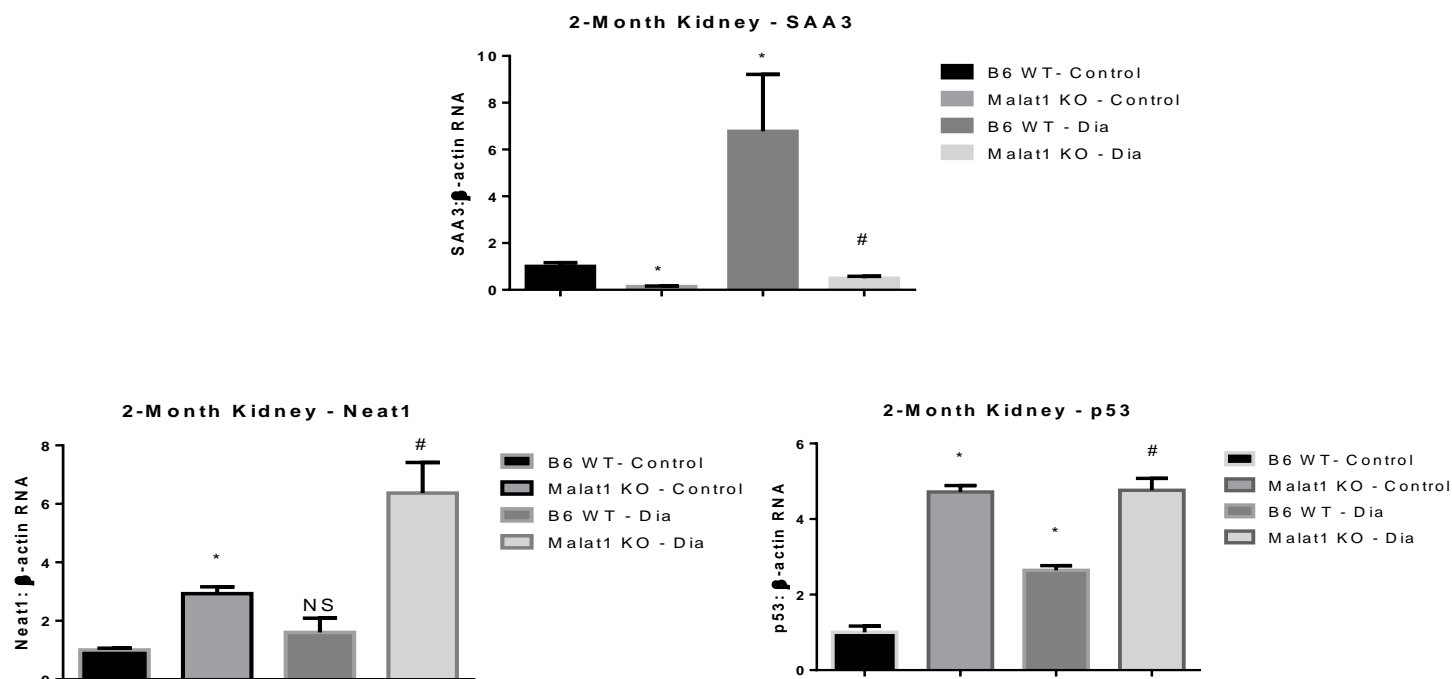 2-Month Kidney - SAA3
10
8
6
4
2
0
SAA3:β-actin RNA
*
*
#
B6 WT- Control
Malat1 KO - Control
B6 WT - Dia
Malat1 KO - Dia
2-Month Kidney - Neat1
8
6
4
2
0
Neat1: β-actin RNA
*
NS
#
B6 WT- Control
Malat1 KO - Control
B6 WT - Dia
Malat1 KO - Dia
2-Month Kidney - p53
6
4
2
0
p53: β-actin RNA
*
*
#
B6 WT- Control
Malat1 KO - Control
B6 WT - Dia
Malat1 KO - Dia